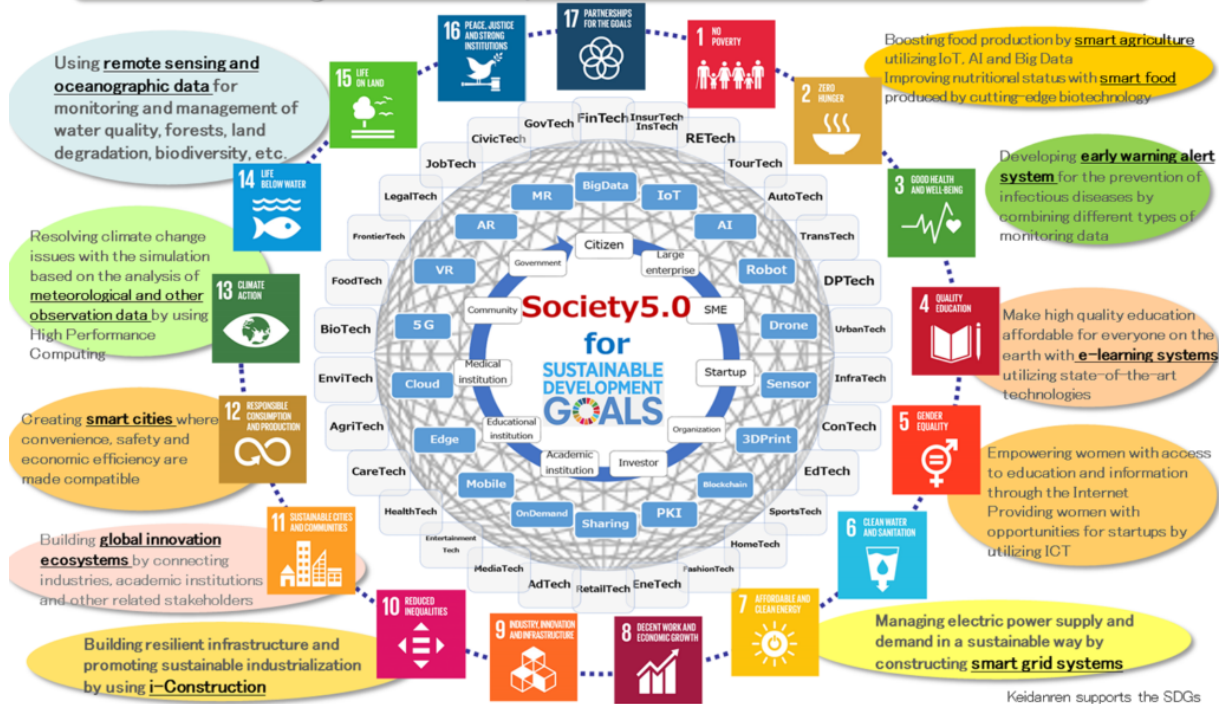 17 PARTNERSHIPS
FOR THE GOALS
16 PEACE, JUSTICE
AND STRONG
INSTITUTIONS
1 NO
POVERTY
15 LIFE
ON LAND
2 ZERO
HUNGER
Using remote sensing and
oceanographic data for
monitoring and management of
water quality, forests, land
degradation, biodiversity, etc.
Boosting food production by smart agriculture
utilizing IoT, AI and Big Data
Improving nutritional status with smart food
produced by cutting-edge biotechnology
14 LIFE
BELOW WATER
3 GOOD HEALTH
AND WELL-BEING
Developing early warning alert
system for the prevention of
infectious diseases by
combining different types of
monitoring data
Resolving climate change
issues with the simulation
based on the analysis of
meteorological and other
observation data by using
High Performance
Computing
13 CLIMATE
ACTION
4 QUALITY
EDUCATION
Make high quality education
affordable for everyone on the
earth with e-learning systems
utilizing state-of-the-art
technologies
Creating smart cities where
convenience, safety and
economic efficiency are
made compatible
12 RESPONSIBLE
CONSUMPTION
AND PRODUCTION
5 GENDER
EQUALITY
Empowering women with access
to education and information
through the Internet
Providing women with
opportunities for startups by
utilizing ICT
Building global innovation
ecosystems by connecting
industries, academic institutions
and other related stakeholders
11 SUSTAINABLE CITIES
AND COMMUNITIES
6 CLEAN WATER
AND SANITATION
10 REDUCED
INEQUALITIES
9 INDUSTRY, INNOVATION
AND INFRASTRUCTURE
8 DECENT WORK AND
ECONOMIC GROWTH
7 AFFORDABLE AND
CLEAN ENERGY
Building resilient infrastructure and
promoting sustainable industrialization
by using i-Construction
Managing electric power supply and
demand in a sustainable way by
constructing smart grid systems
FinTech
InsurTech
InsTech
RETech
TourTech
AutoTech
TransTech
DPTech
UrbanTech
InfraTech
ConTech
EdTech
SportsTech
HomeTech
FashionTech
EneTech
RetailTech
AdTech
MediaTech
Entertainment
Tech
HealthTech
CareTech
AgriTech
EnviTech
BioTech
FoodTech
FrontierTech
LegalTech
JobTech
CivicTech
GovTech
BigData
IoT
AI
Robot
Drone
Sensor
3DPrint
Blockchain
PKI
Sharing
OnDemand
Mobile
Edge
Cloud
5G
VR
AR
MR
Citizen
Large
enterprise
SME
Startup
Organization
Investor
Academic
institution
Educational
institution
Medical
institution
Community
Government
Society5.0
for
SUSTAINABLE
DEVELOPMENT
GOALS
Keidanren supports the SDGs